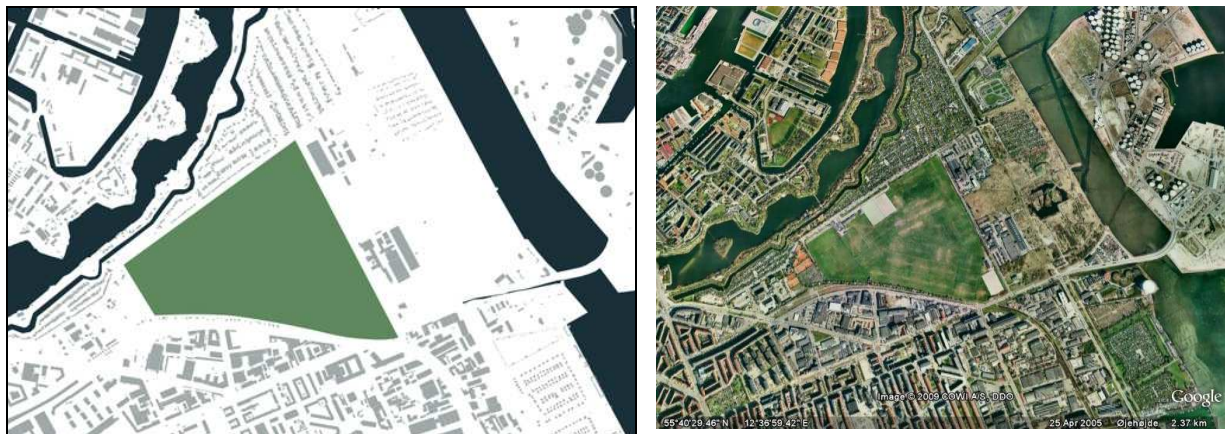 Image © 2009 COWI A/S, DDO
Google
55°40'29.46" N 12°36'59.42" E 25 Apr 2005 Øjehøjde 2.37 km